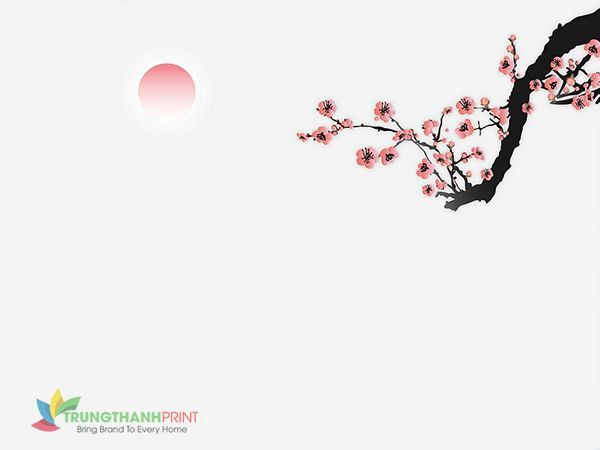 TRUNGTHANHPRINT
Bring Brand To Every Home